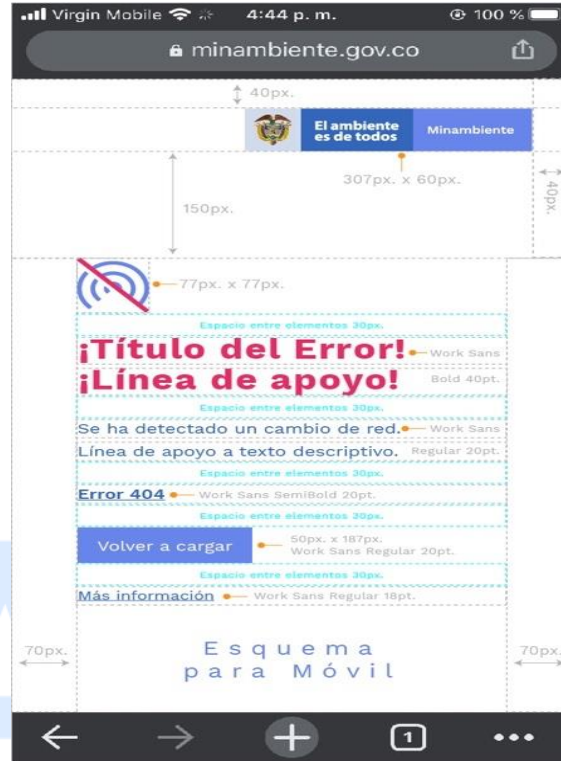 Virgin Mobile 4:44 p. m. 100 %
minambiente.gov.co
40px.
El ambiente
es de todos
Minambiente
307px. x 60px.
40px.
150px.
77px. x 77px.
Espacio entre elementos 30px.
¡Título del Error! Work Sans
¡Línea de apoyo! Bold 40pt.
Espacio entre elementos 30px.
Se ha detectado un cambio de red. Work Sans
Línea de apoyo a texto descriptivo. Regular 20pt.
Espacio entre elementos 30px.
Error 404 Work Sans SemiBold 20pt.
Espacio entre elementos 30px.
Volver a cargar
50px. x 187px.
Work Sans Regular 20pt.
Espacio entre elementos 30px.
Más información Work Sans Regular 18pt.
70px.
Esquema
para Móvil
70px.
1